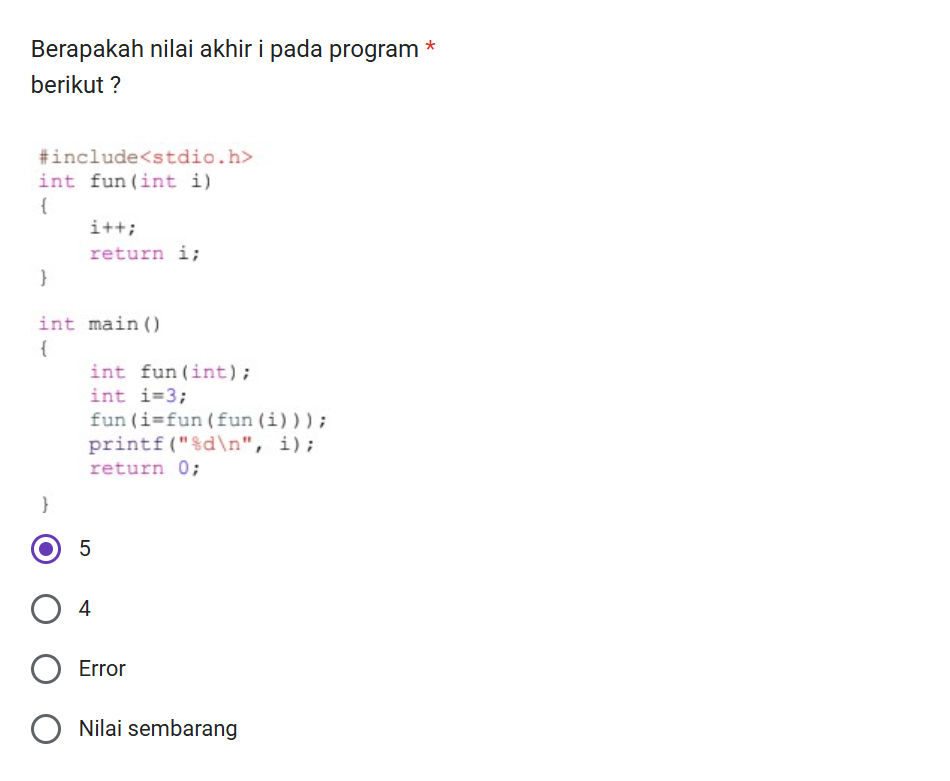 Berapakah nilai akhir i pada program *
berikut ?
#include<stdio.h>
int fun(int i)
{
    i++;
    return i;
}
int main()
{
    int fun(int);
    int i=3;
    fun(i=fun(fun(i)));
    printf("%d\n", i);
    return 0;
}
5
4
Error
Nilai sembarang